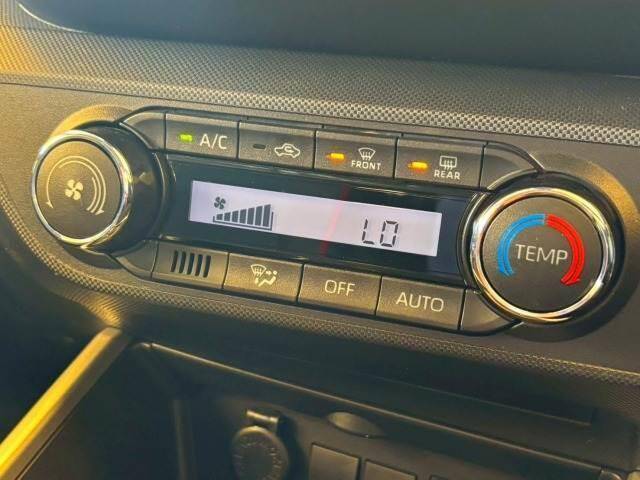 A/C
FRONT
REAR
LO
TEMP
OFF
AUTO